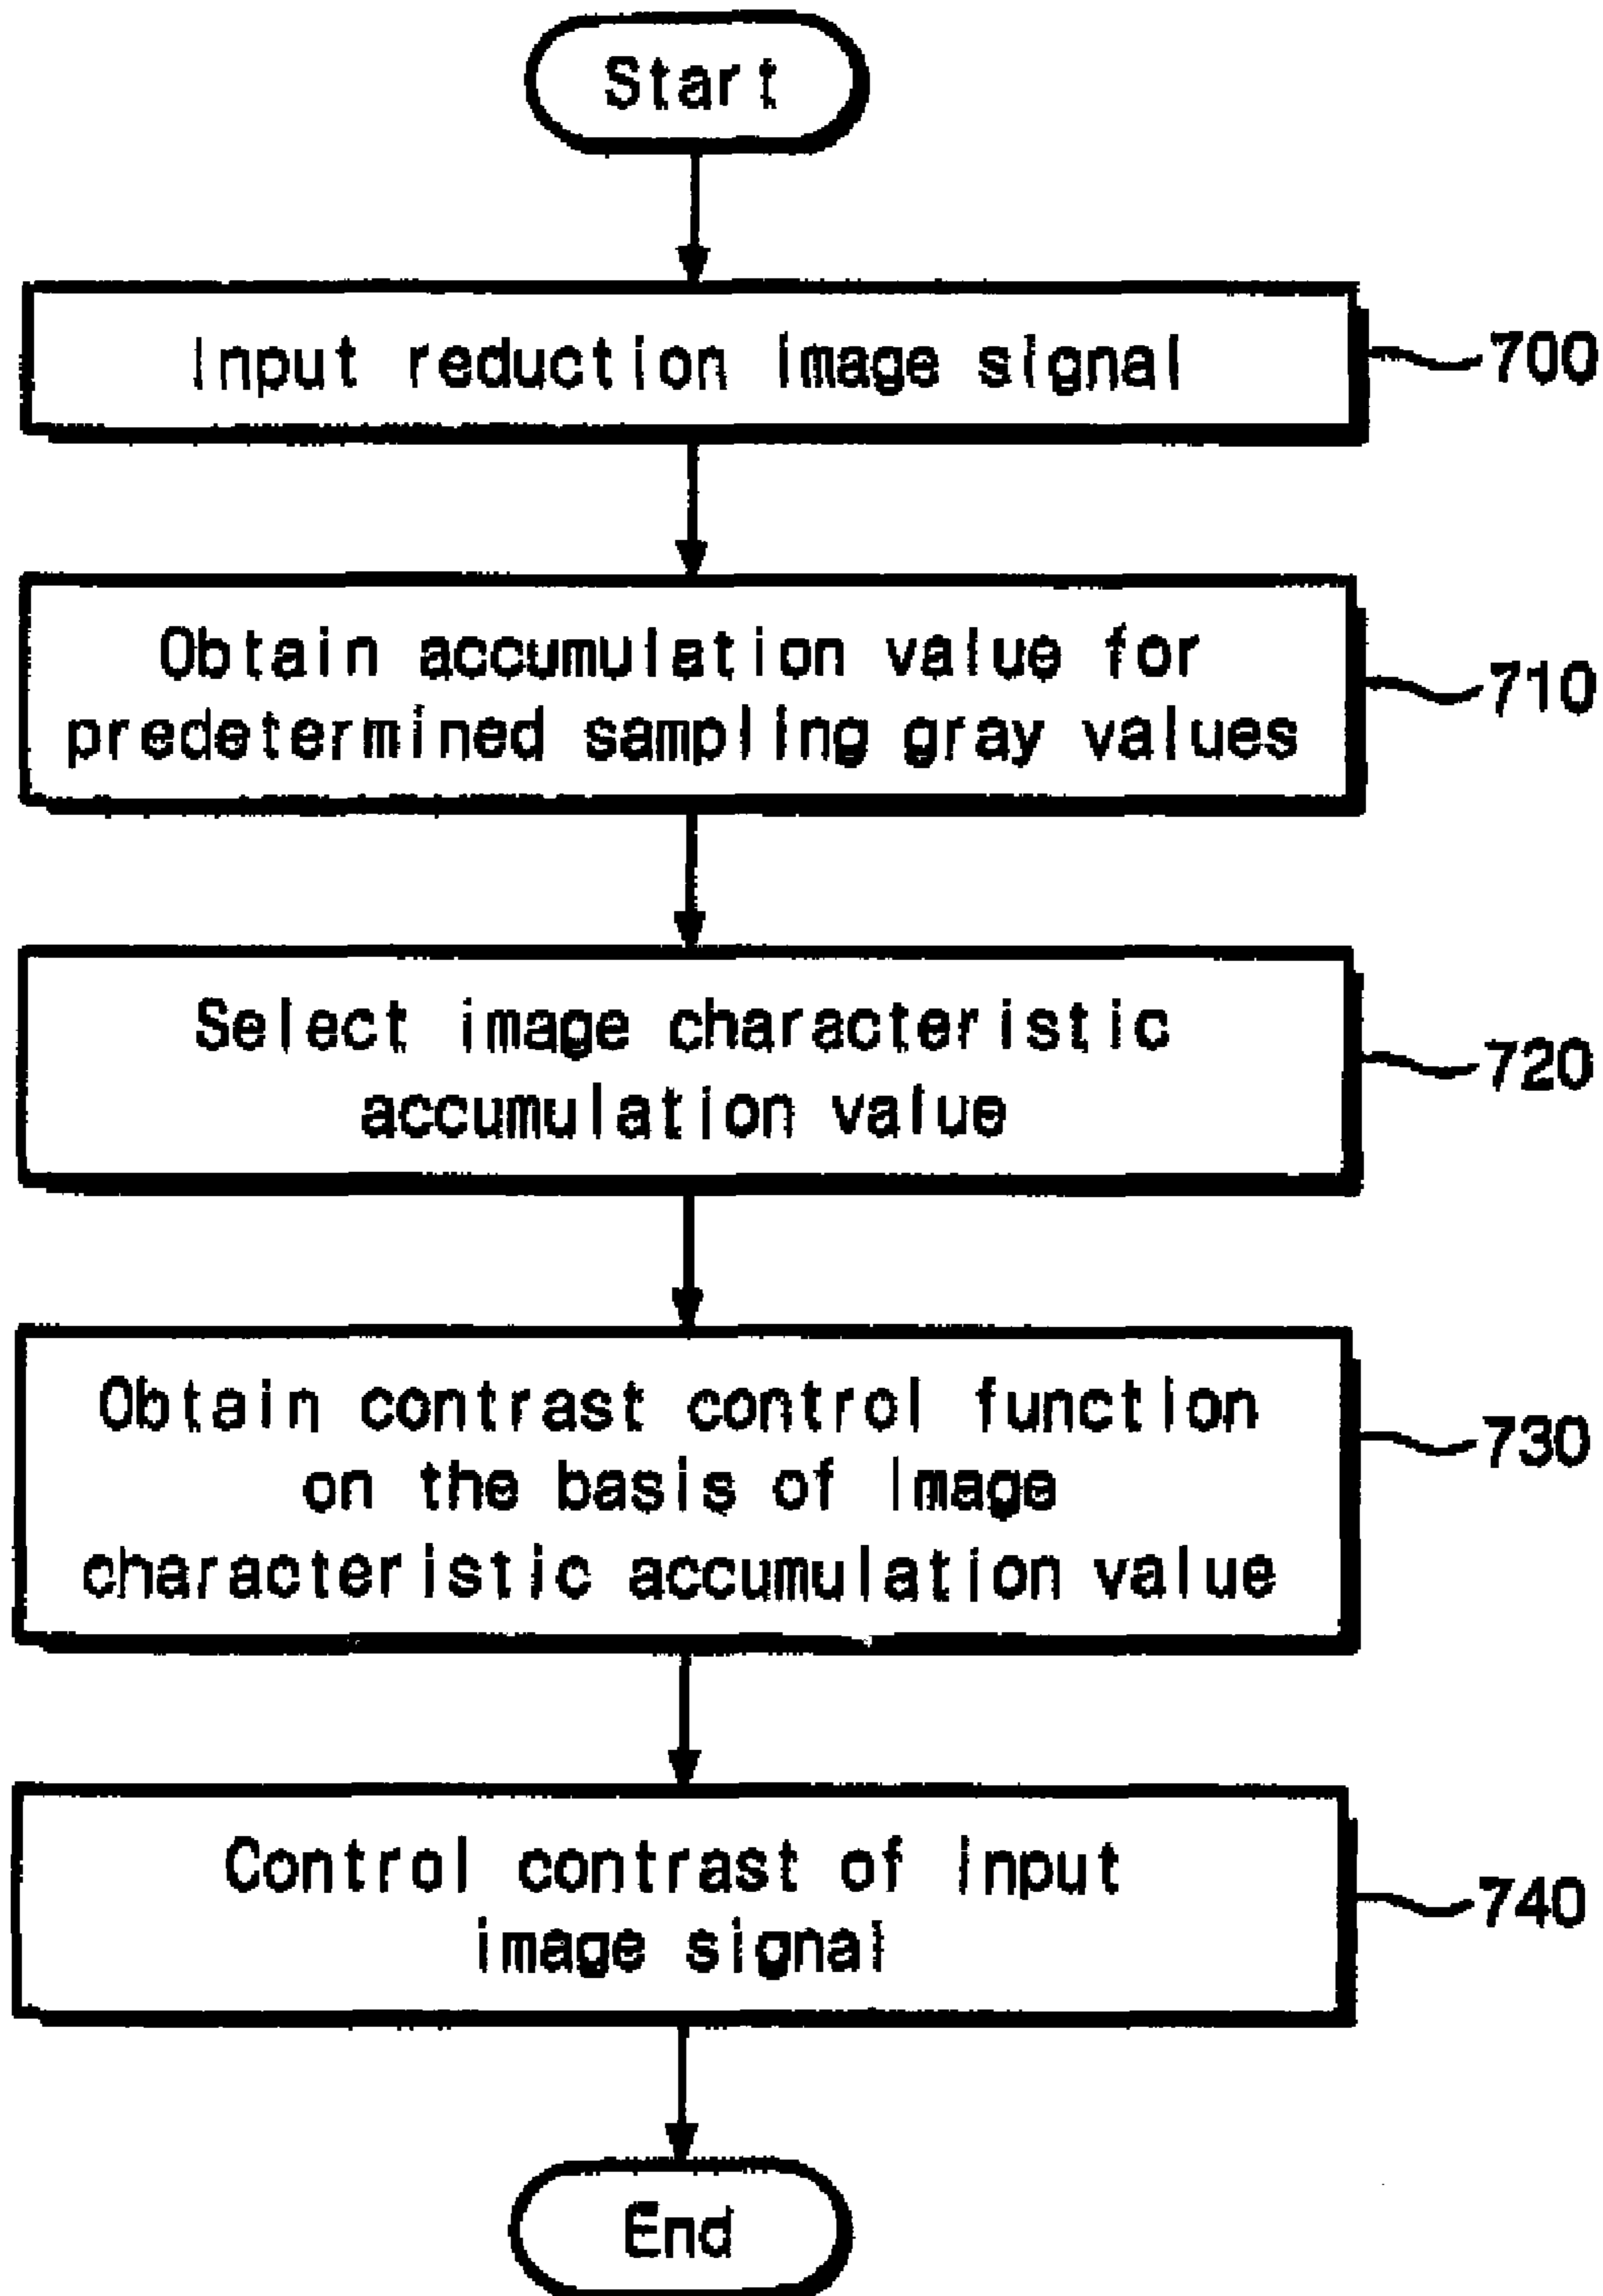 Start
Input reduction image signal
700
Obtain accumulation value for
predetermined sampling gray values
710
Select image characteristic
accumulation value
720
Obtain contrast control function
on the basis of image
characteristic accumulation value
730
Control contrast of input
image signal
740
End